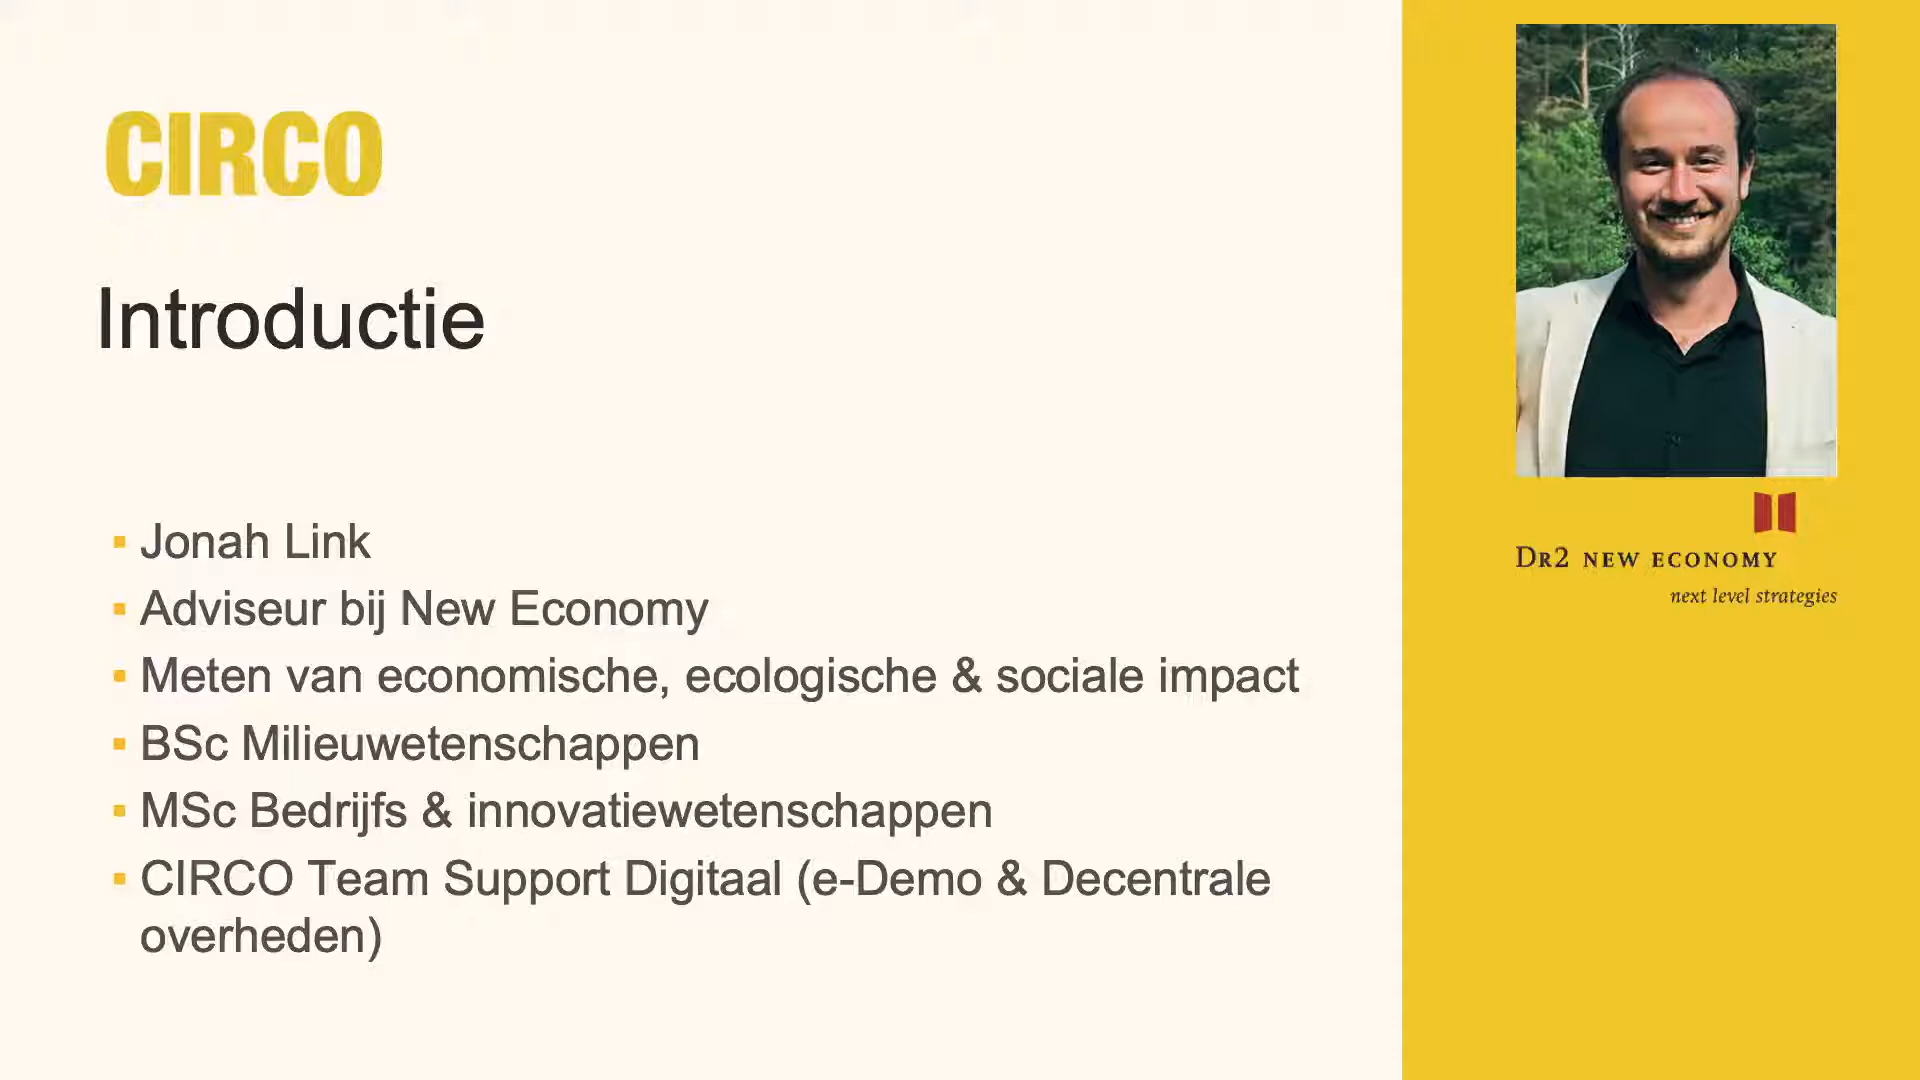 CIRCO
Introductie
Jonah Link
Adviseur bij New Economy
Meten van economische, ecologische & sociale impact
BSc Milieuwetenschappen
MSc Bedrijfs & innovatiewetenschappen
CIRCO Team Support Digitaal (e-Demo & Decentrale
overheden)
DR2 NEW ECONOMY
next level strategies